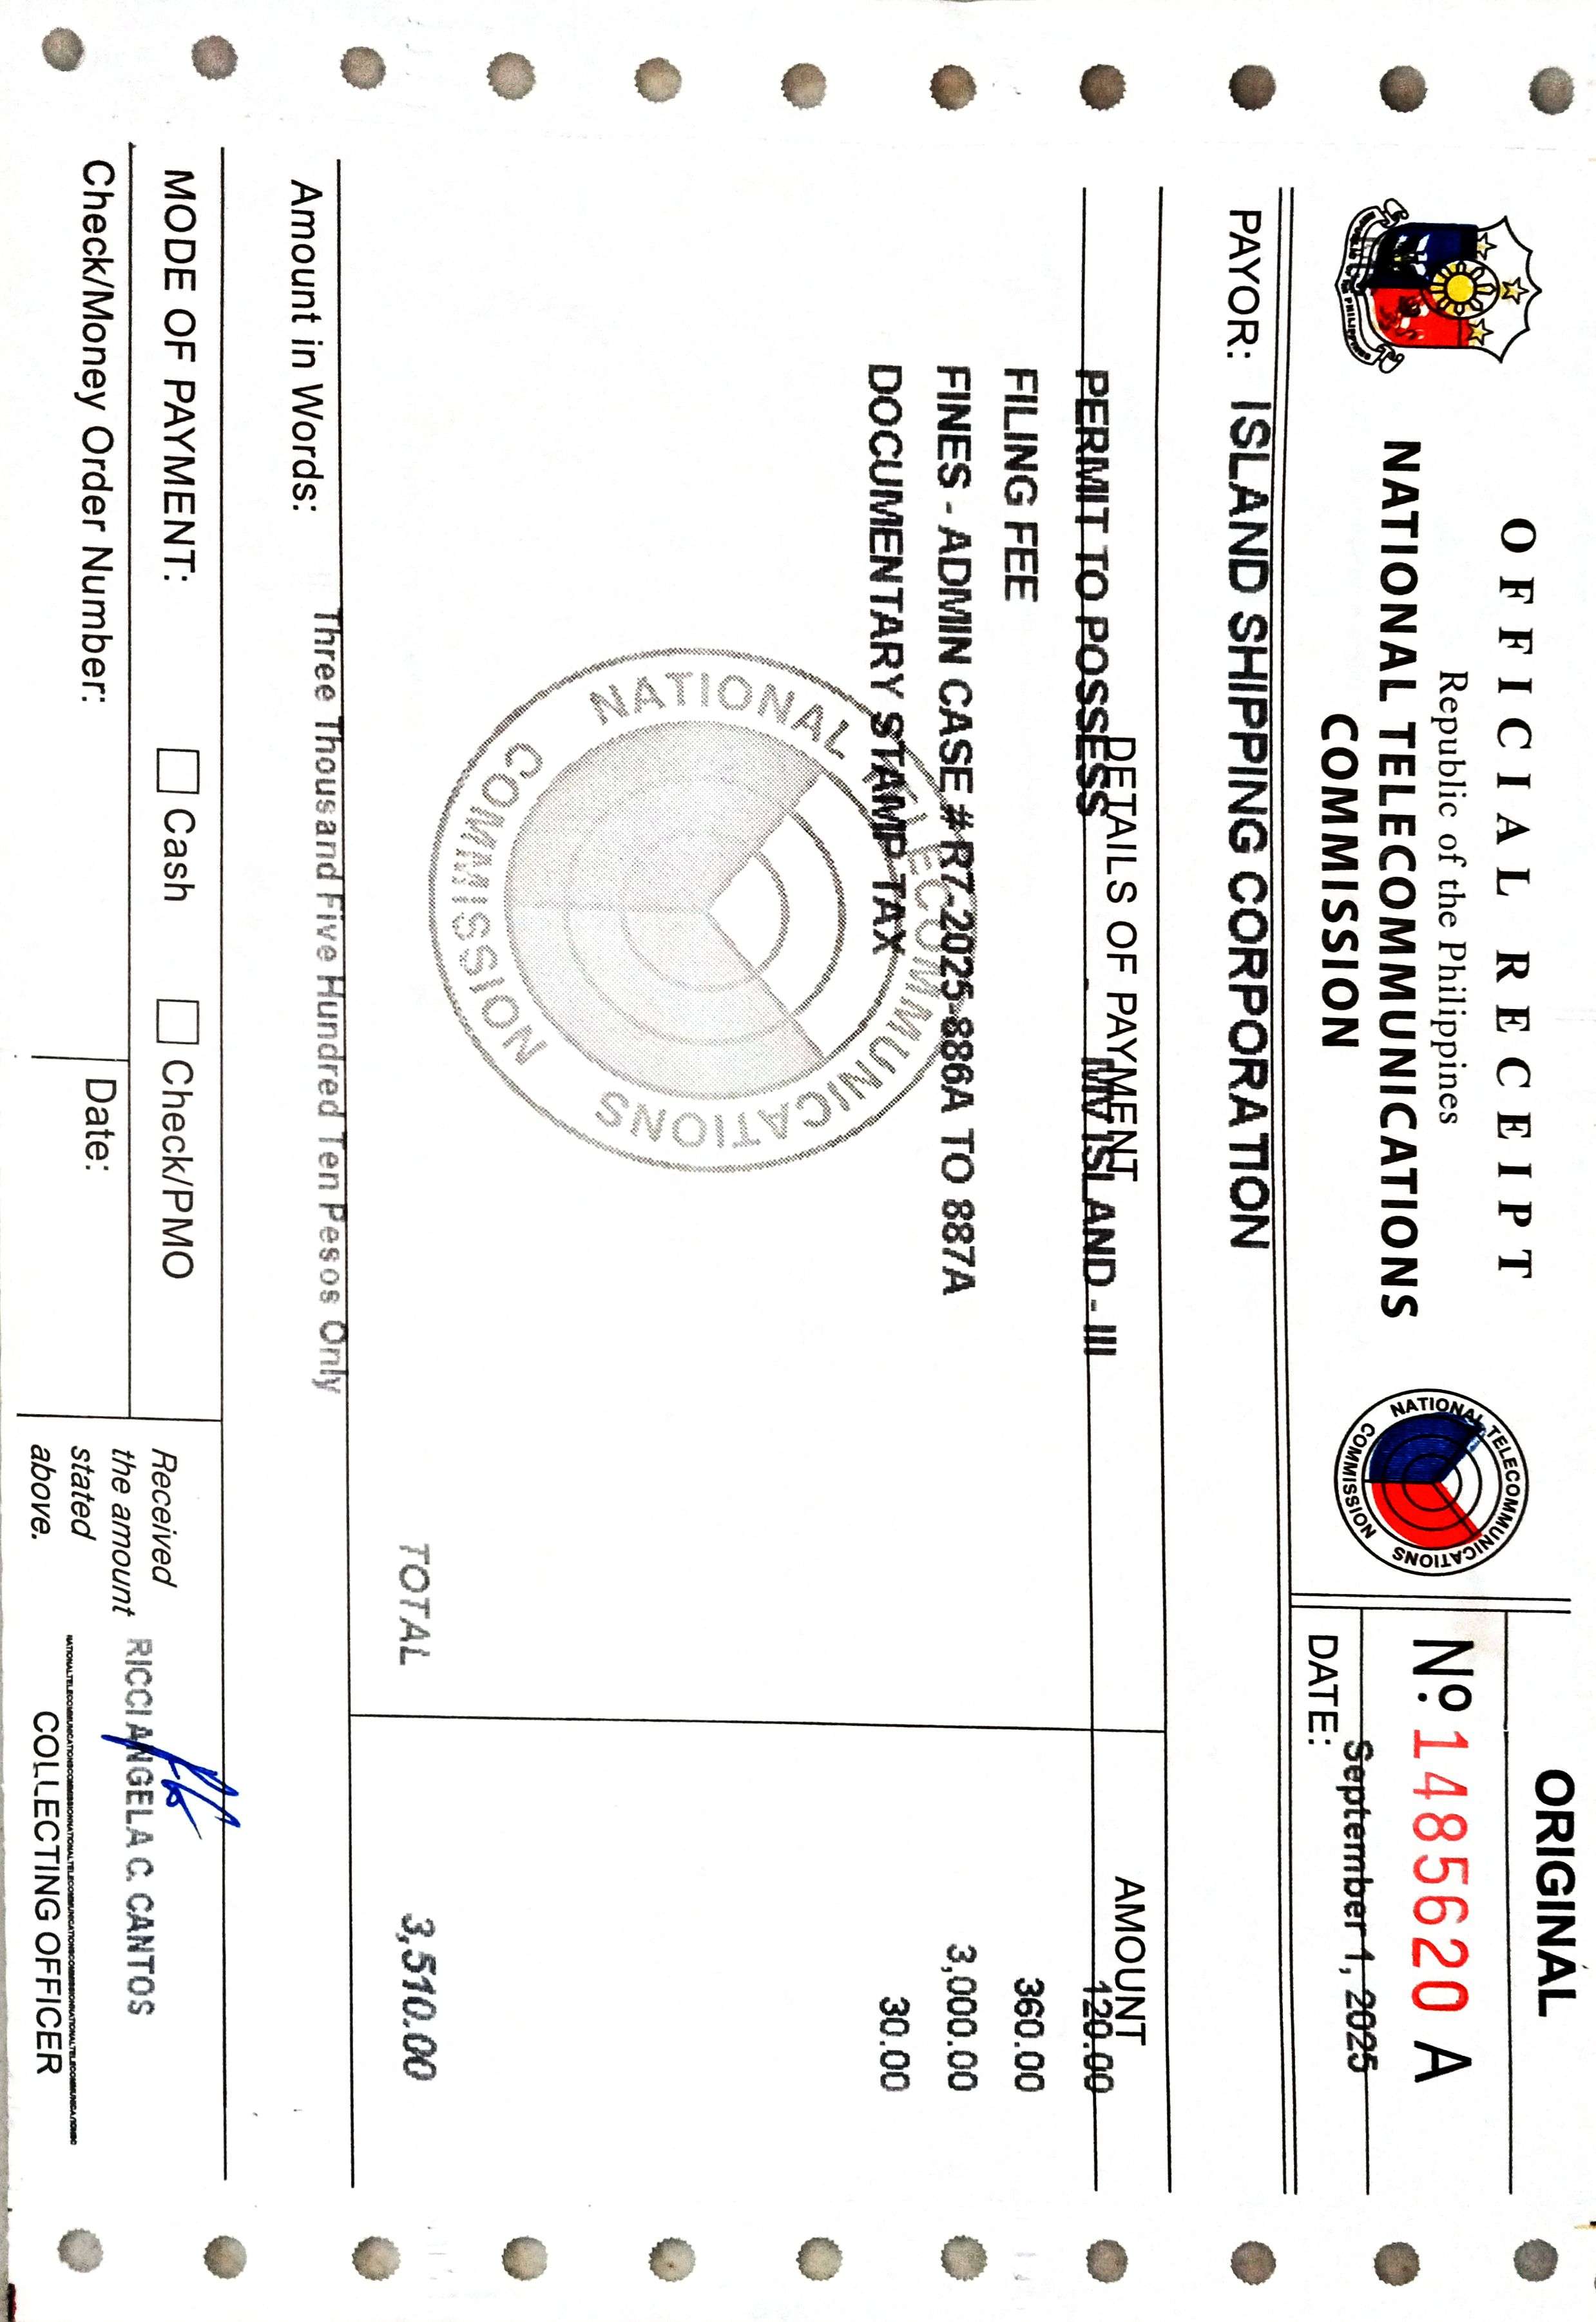 ORIGINAL
OFFICIAL RECEIPT
Republic of the Philippines
NATIONAL TELECOMMUNICATIONS
COMMISSION
NATIONAL TELECOMMUNICATIONS COMMISSION
Nº. 1485620 A
DATE: September 1, 2025
PAYOR: ISLAND SHIPPING CORPORATION
DETAILS OF PAYMENT AMOUNT
PERMIT TO POSSESS MV ISLAND - III 120.00
FILING FEE 360.00
FINES - ADMIN CASE # R7-2025-886A TO 887A 3,000.00
DOCUMENTARY STAMP TAX 30.00
NATIONAL TELECOMMUNICATIONS COMMISSION
TOTAL 3,510.00
Amount in Words: Three Thousand Five Hundred Ten Pesos Only
MODE OF PAYMENT: Cash Check/PMO
Check/Money Order Number: Date:
Received
the amount
stated
above.
RICCI ANGELA C. CANTOS
COLLECTING OFFICER